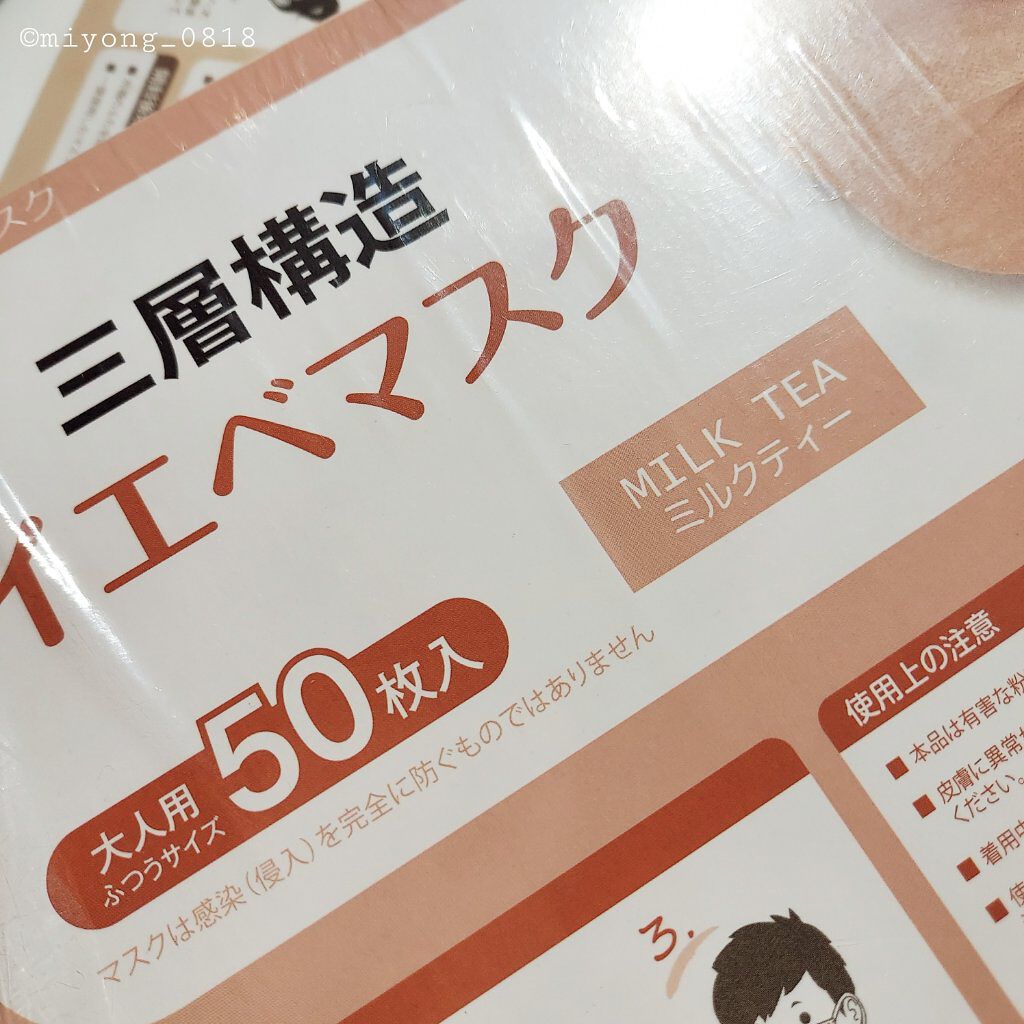 ©miyong_0818
スク
三層構造
イエベマスク
MILK TEA
ミルクティー
大人用
ふつうサイズ
50枚入
マスクは感染(侵入)を完全に防ぐものではありません
使用上の注意
■ 本品は有害な粉
■ 皮膚に異常
ください。
■ 着用中
■ 使
3.